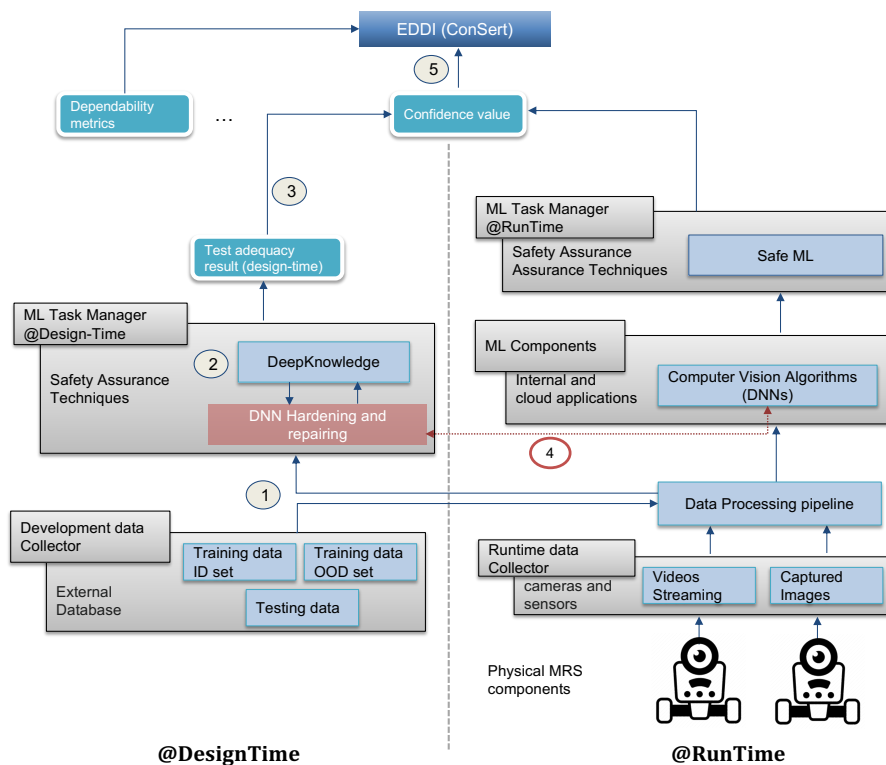 EDDI (ConSert)
5
Dependability
metrics
...
Confidence value
3
ML Task Manager
@RunTime
Safety Assurance
Assurance Techniques
Safe ML
Test adequacy
result (design-time)
ML Task Manager
@Design-Time
2
DeepKnowledge
Safety Assurance
Techniques
DNN Hardening and
repairing
ML Components
Internal and
cloud applications
Computer Vision Algorithms
(DNNs)
4
1
Data Processing pipeline
Development data
Collector
Training data
ID set
Training data
OOD set
External
Database
Testing data
Runtime data
Collector
cameras and
sensors
Videos
Streaming
Captured
Images
Physical MRS
components
@DesignTime
@RunTime